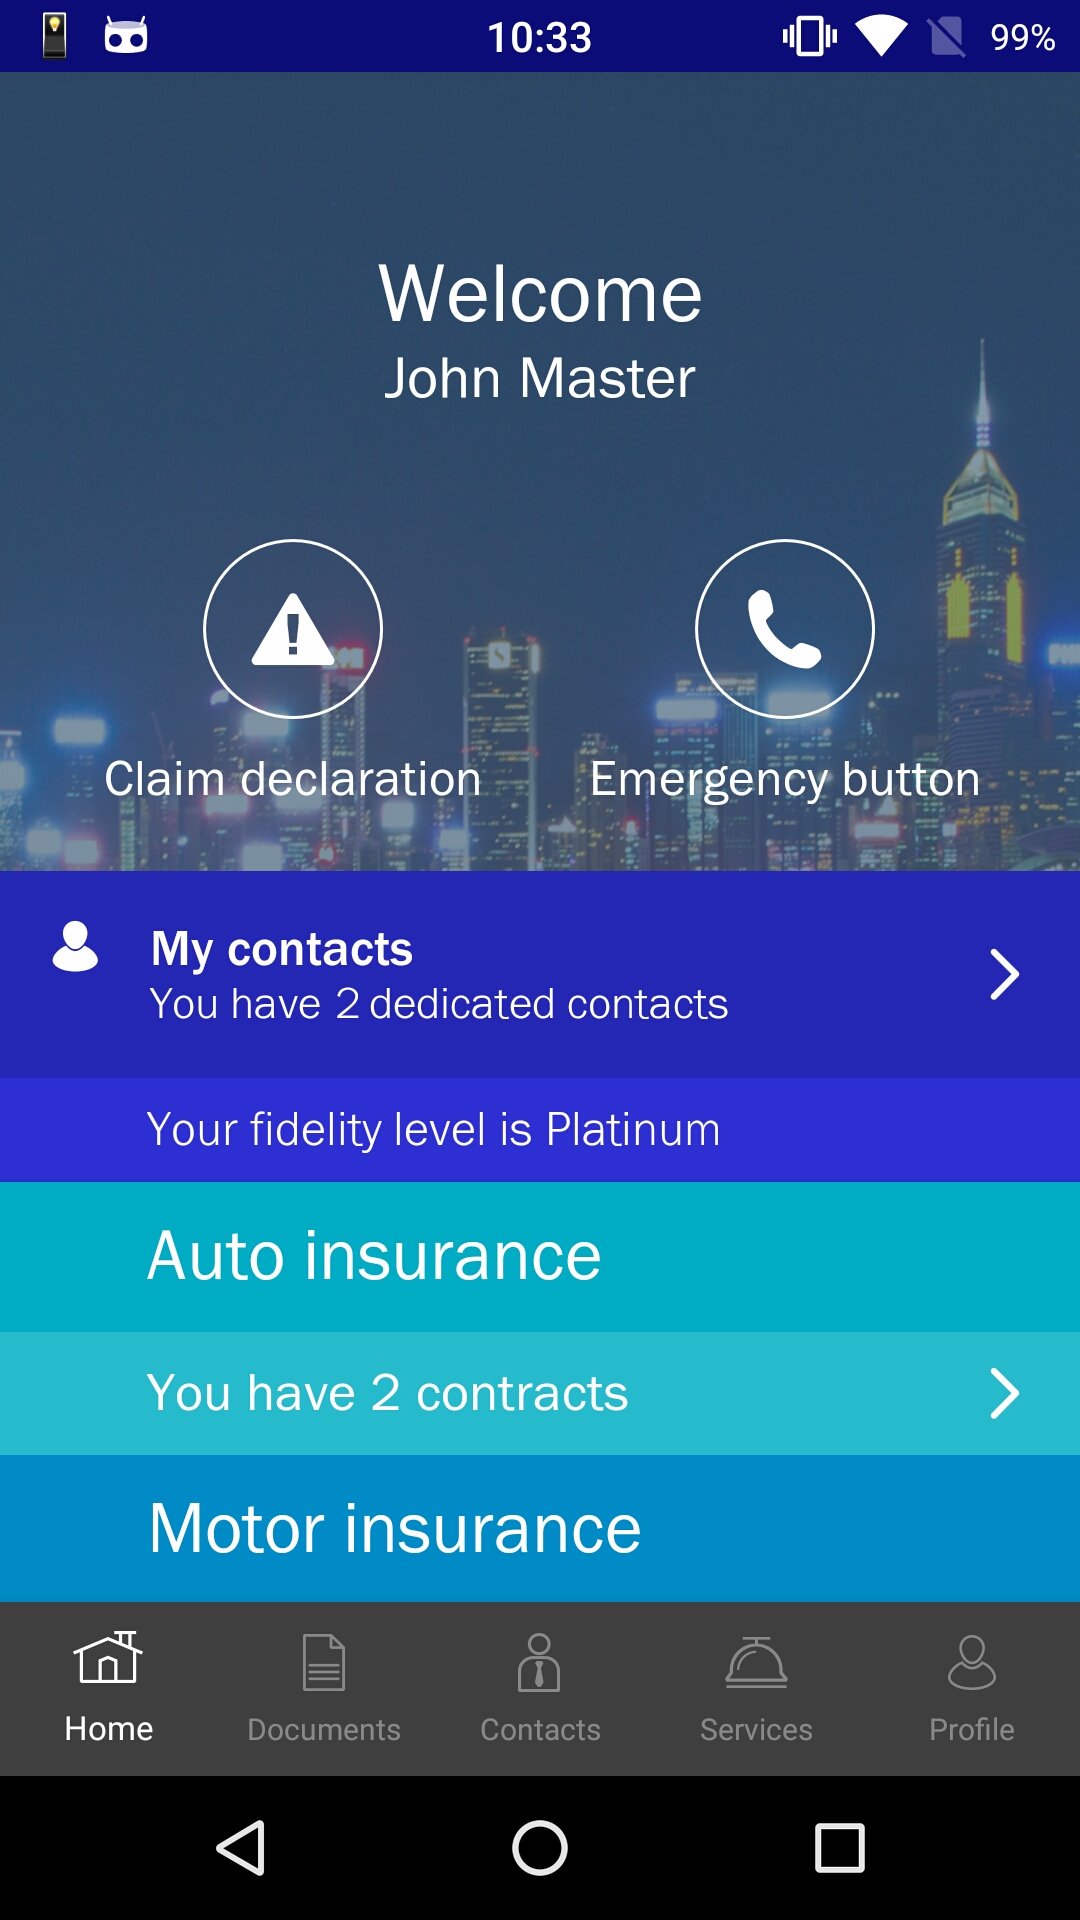 10:33
99%
Welcome
John Master
Claim declaration
Emergency button
My contacts
You have 2 dedicated contacts
Your fidelity level is Platinum
Auto insurance
You have 2 contracts
Motor insurance
Home
Documents
Contacts
Services
Profile